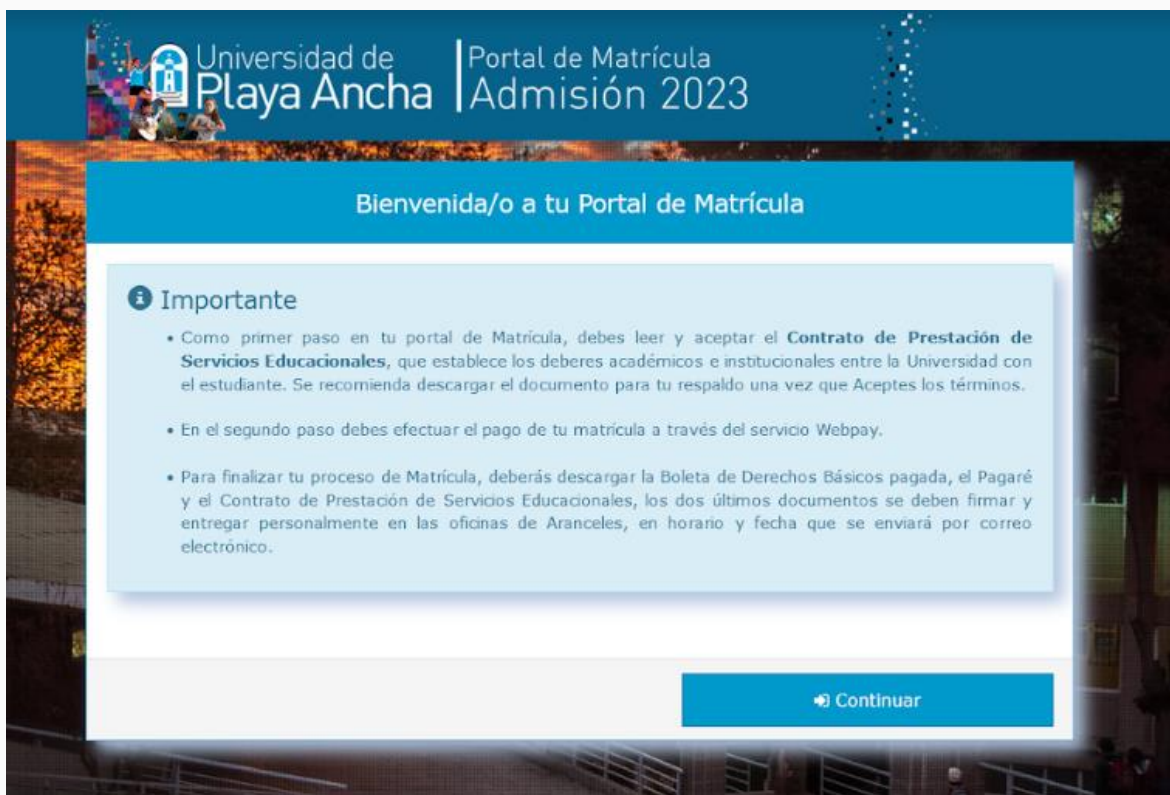 Universidad de
Playa Ancha
Portal de Matrícula
Admisión 2023
Bienvenida/o a tu Portal de Matrícula
Importante
• Como primer paso en tu portal de Matrícula, debes leer y aceptar el Contrato de Prestación de
Servicios Educacionales, que establece los deberes académicos e institucionales entre la Universidad con
el estudiante. Se recomienda descargar el documento para tu respaldo una vez que Aceptes los términos.
• En el segundo paso debes efectuar el pago de tu matrícula a través del servicio Webpay.
• Para finalizar tu proceso de Matrícula, deberás descargar la Boleta de Derechos Básicos pagada, el Pagaré
y el Contrato de Prestación de Servicios Educacionales, los dos últimos documentos se deben firmar y
entregar personalmente en las oficinas de Aranceles, en horario y fecha que se enviará por correo
electrónico.
Continuar